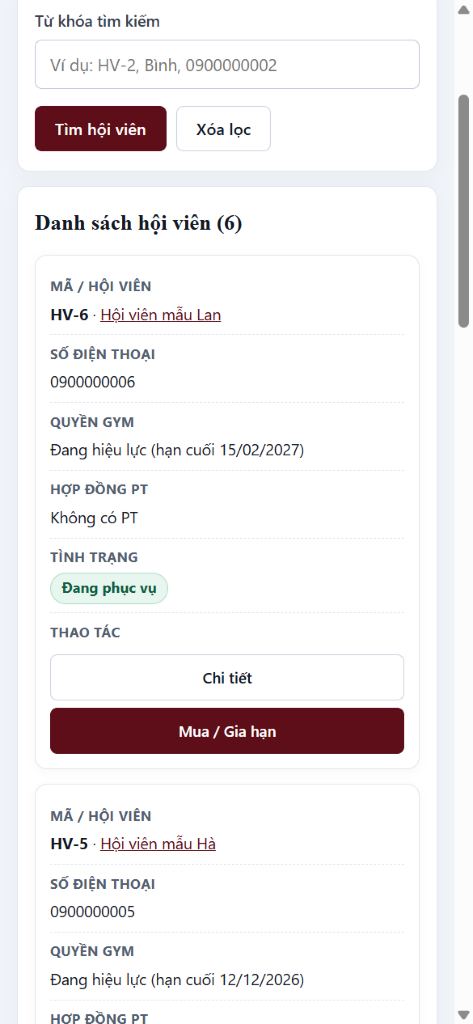 Từ khóa tìm kiếm
Ví dụ: HV-2, Bình, 0900000002
Tìm hội viên
Xóa lọc
Danh sách hội viên (6)
MÃ / HỘI VIÊN
HV-6 · Hội viên mẫu Lan
SỐ ĐIỆN THOẠI
0900000006
QUYỀN GYM
Đang hiệu lực (hạn cuối 15/02/2027)
HỢP ĐỒNG PT
Không có PT
TÌNH TRẠNG
Đang phục vụ
THAO TÁC
Chi tiết
Mua / Gia hạn
MÃ / HỘI VIÊN
HV-5 · Hội viên mẫu Hà
SỐ ĐIỆN THOẠI
0900000005
QUYỀN GYM
Đang hiệu lực (hạn cuối 12/12/2026)
HỢP ĐỒNG PT